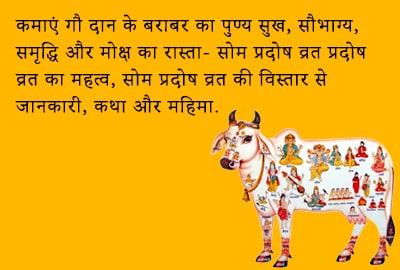 कमाएं गौ दान के बराबर का पुण्य सुख, सौभाग्य,
समृद्धि और मोक्ष का रास्ता- सोम प्रदोष व्रत प्रदोष
व्रत का महत्व, सोम प्रदोष व्रत की विस्तार से
जानकारी, कथा और महिमा.